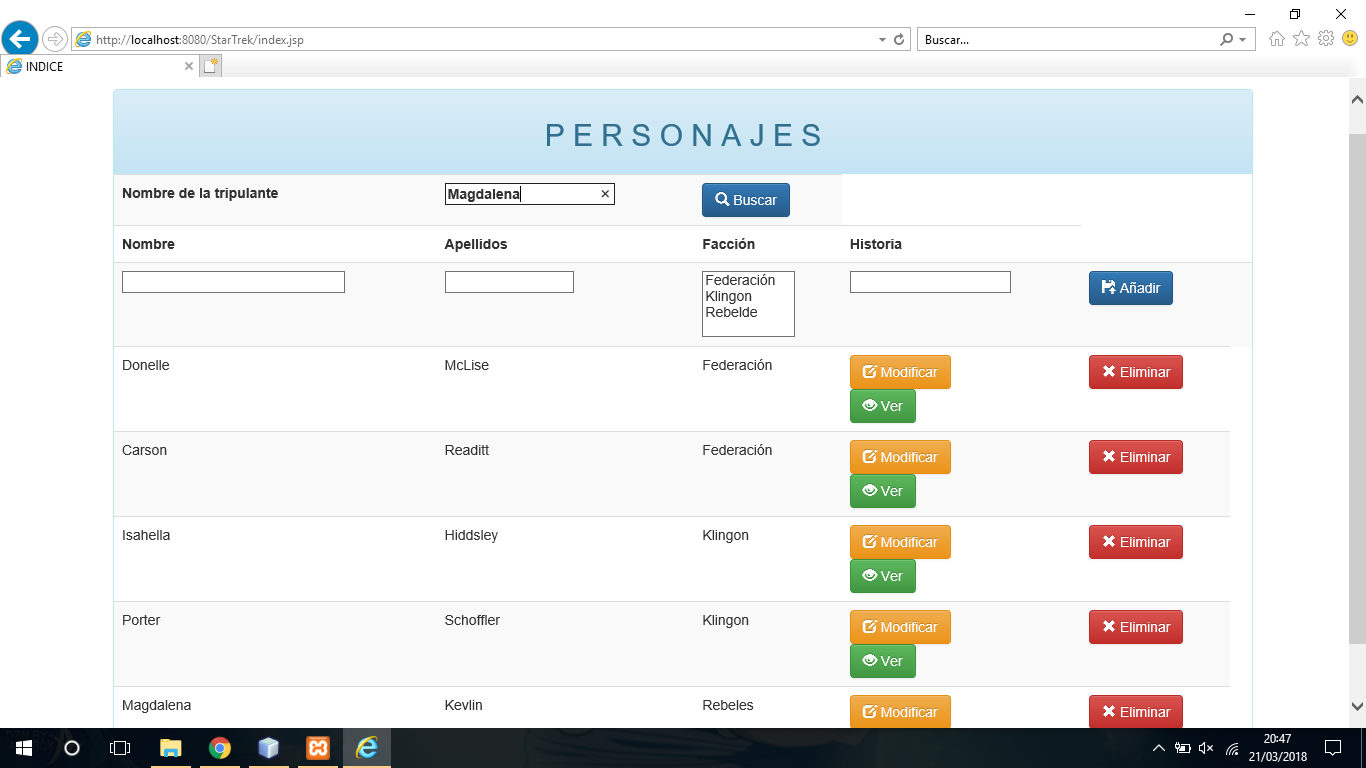 http://localhost:8080/StarTrek/index.jsp
Buscar...
INDICE
PERSONAJES
Nombre de la tripulante Magdalena Buscar
Nombre Apellidos Facción Historia
Federación
Klingon
Rebelde
Añadir
Donelle McLise Federación Modificar Eliminar
Ver
Carson Readitt Federación Modificar Eliminar
Ver
Isahella Hiddsley Klingon Modificar Eliminar
Ver
Porter Schoffler Klingon Modificar Eliminar
Ver
Magdalena Kevlin Rebeles Modificar Eliminar
20:47
21/03/2018